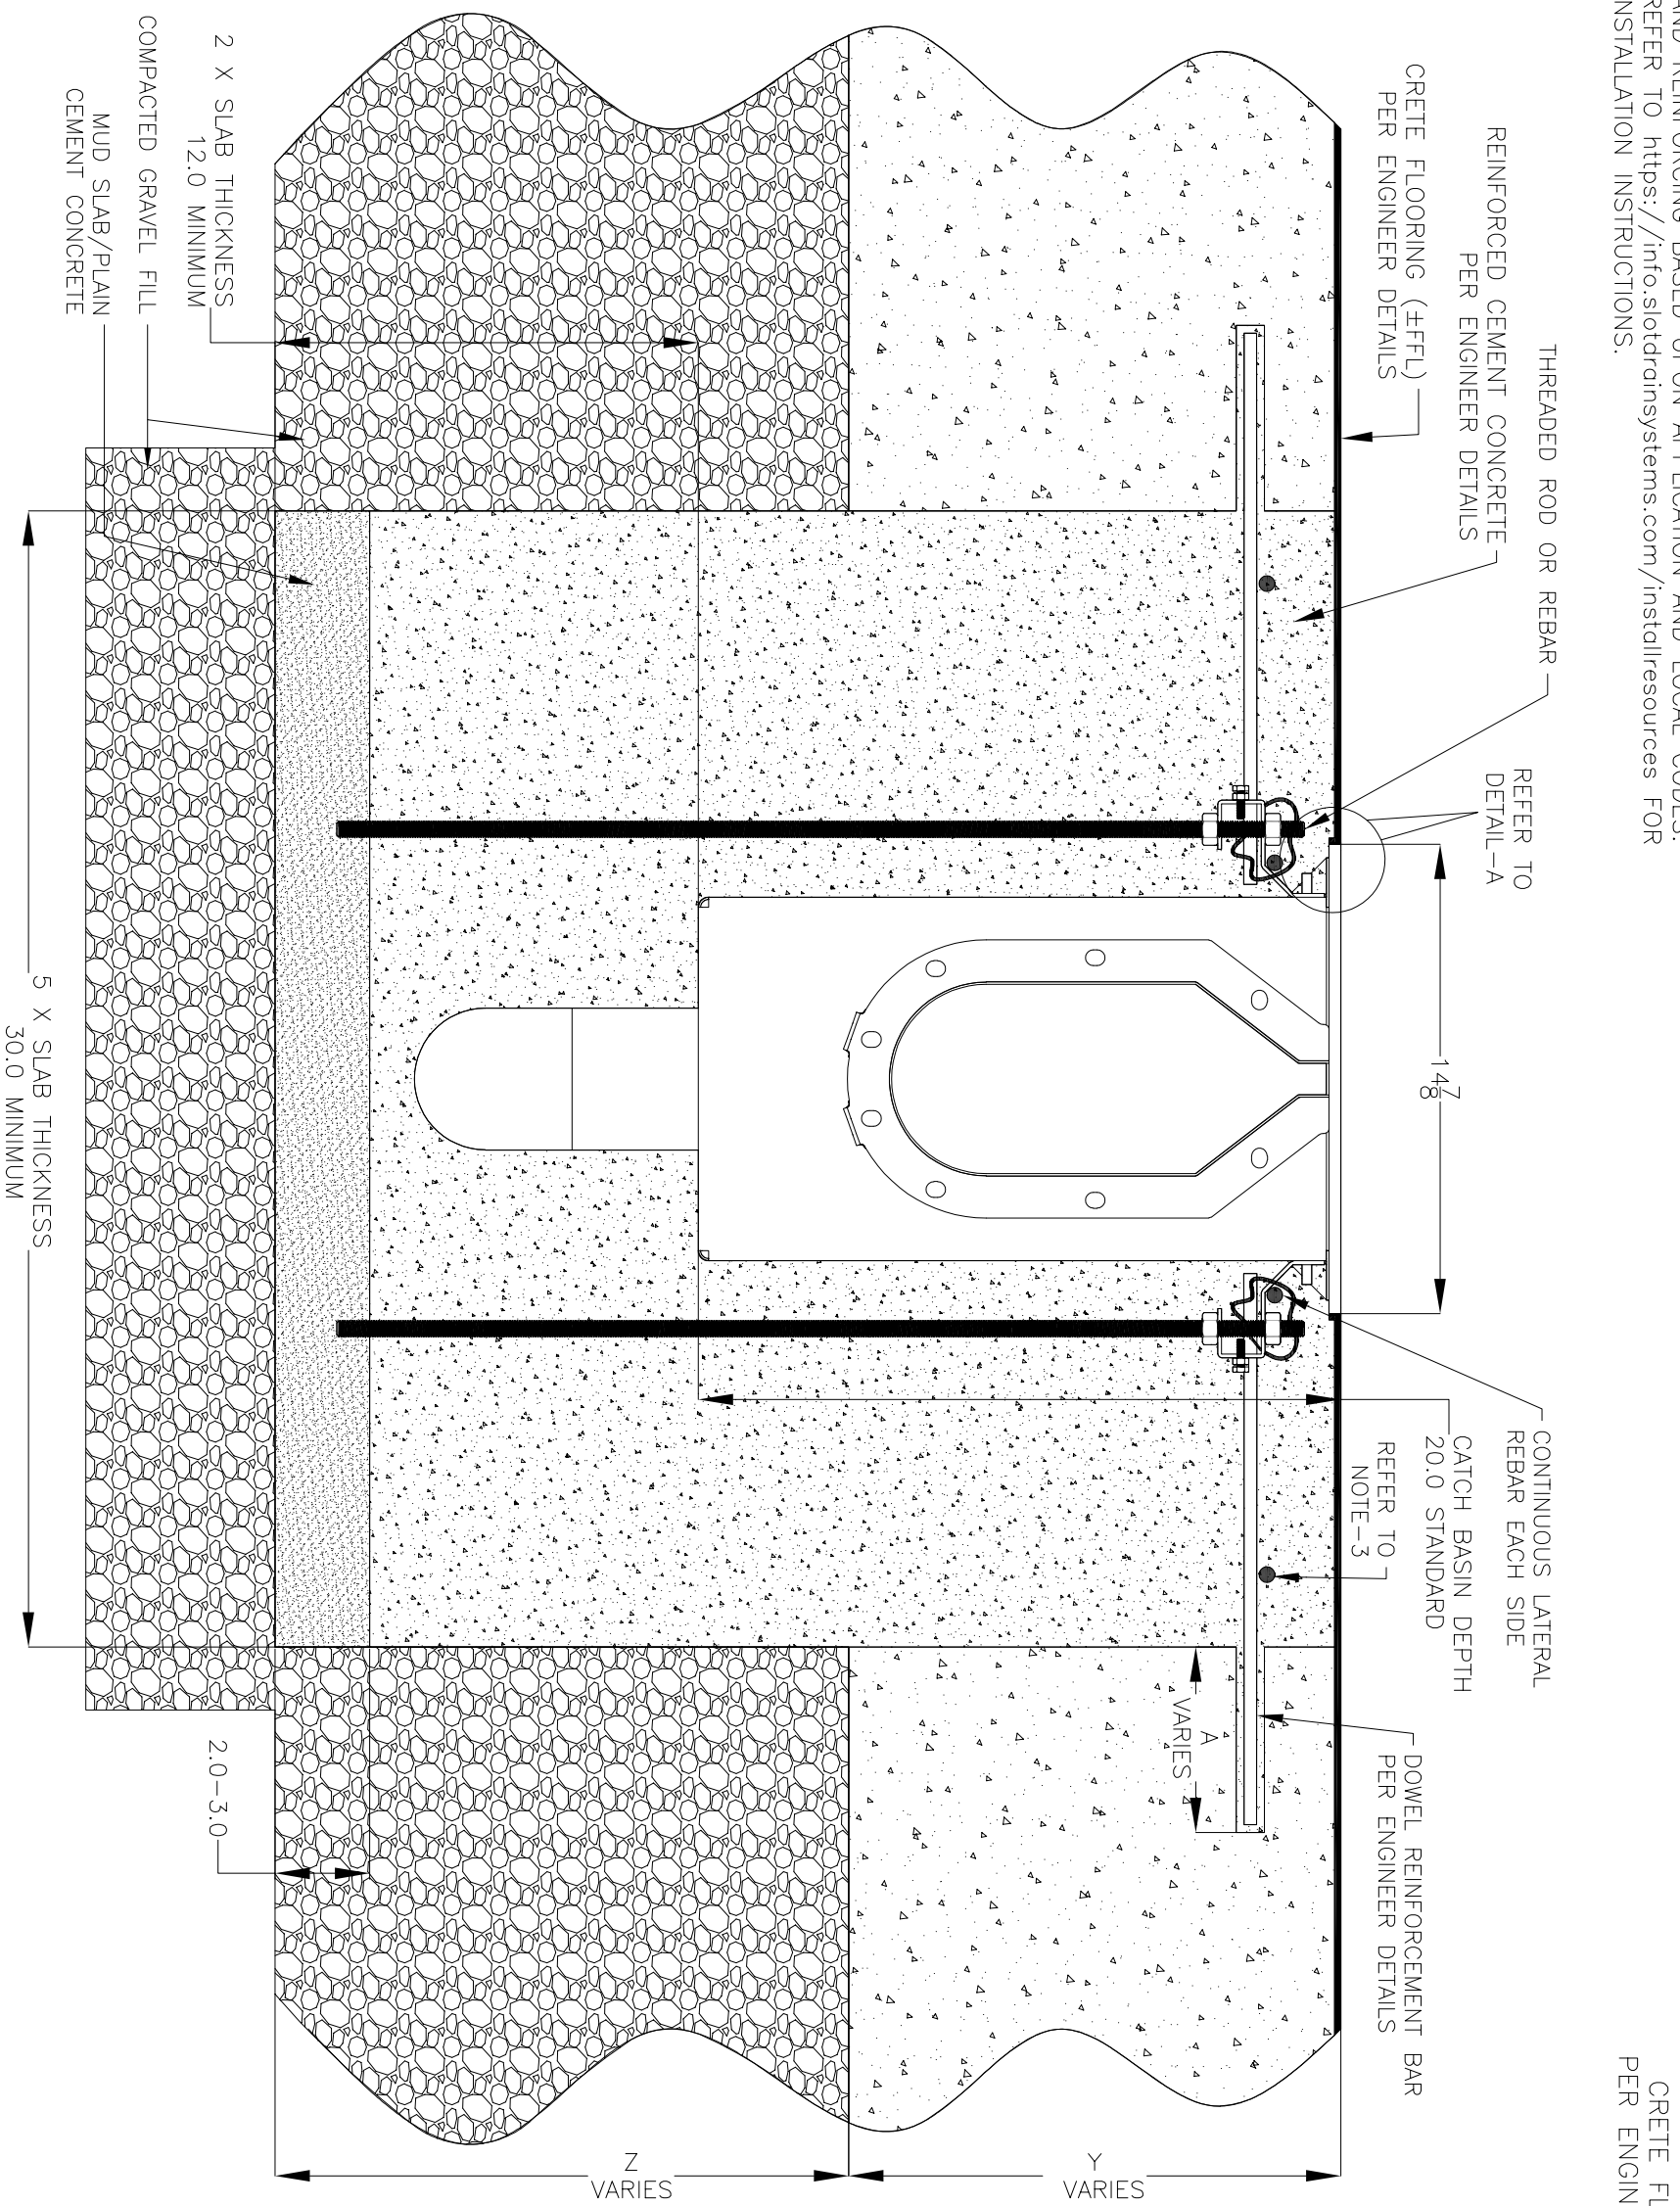 AND REINFORCING BASED UPON APPLICATION AND LOCAL CODES.
REFER TO https://info.slotdrainsystems.com/installresources FOR
INSTALLATION INSTRUCTIONS.
CRETE FL
PER ENGIN
THREADED ROD OR REBAR
REFER TO
DETAIL-A
REINFORCED CEMENT CONCRETE
PER ENGINEER DETAILS
CRETE FLOORING (±FFL)
PER ENGINEER DETAILS
14 7/8
CONTINUOUS LATERAL
REBAR EACH SIDE
CATCH BASIN DEPTH
20.0 STANDARD
REFER TO
NOTE-3
DOWEL REINFORCEMENT BAR
PER ENGINEER DETAILS
A
VARIES
Y
VARIES
Z
VARIES
2 X SLAB THICKNESS
12.0 MINIMUM
COMPACTED GRAVEL FILL
MUD SLAB/PLAIN
CEMENT CONCRETE
2.0-3.0
5 X SLAB THICKNESS
30.0 MINIMUM